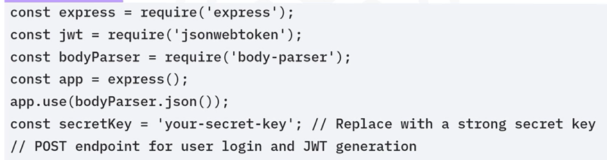 const express = require('express');
const jwt = require('jsonwebtoken');
const bodyParser = require('body-parser');
const app = express();
app.use(bodyParser.json());
const secretKey = 'your-secret-key'; // Replace with a strong secret key
// POST endpoint for user login and JWT generation